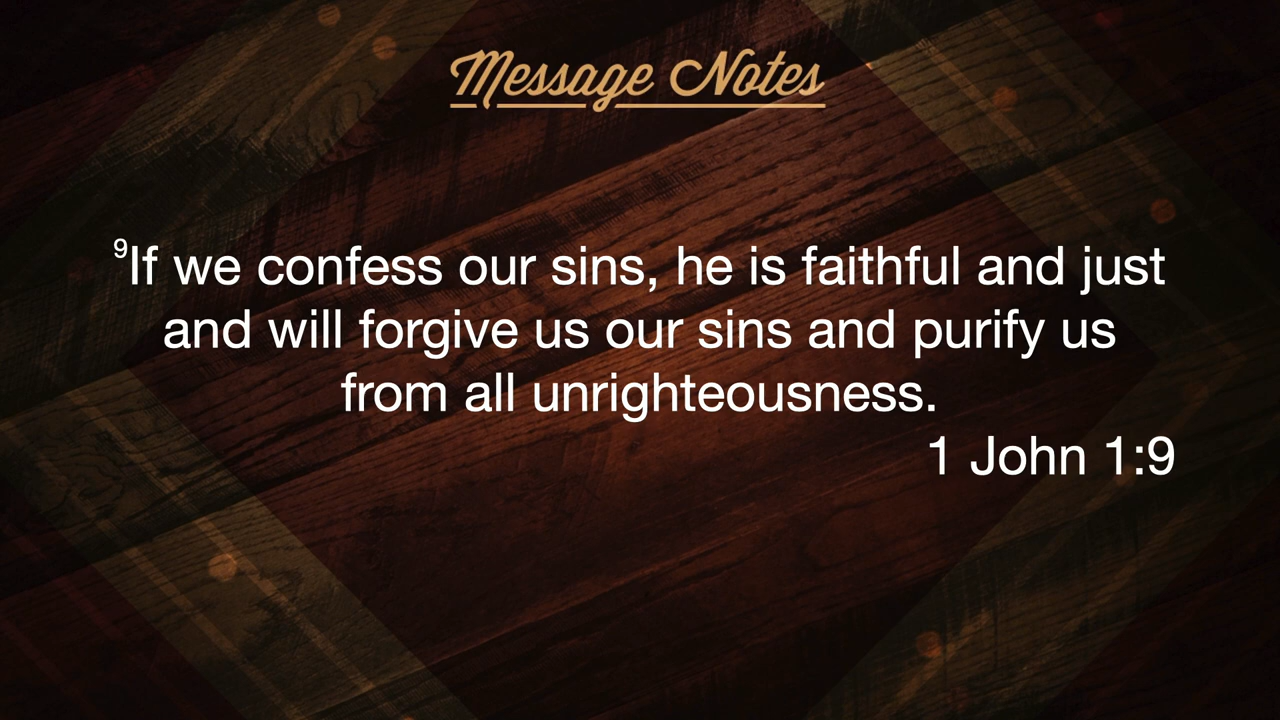 Message Notes
⁹If we confess our sins, he is faithful and just
and will forgive us our sins and purify us
from all unrighteousness.
1 John 1:9